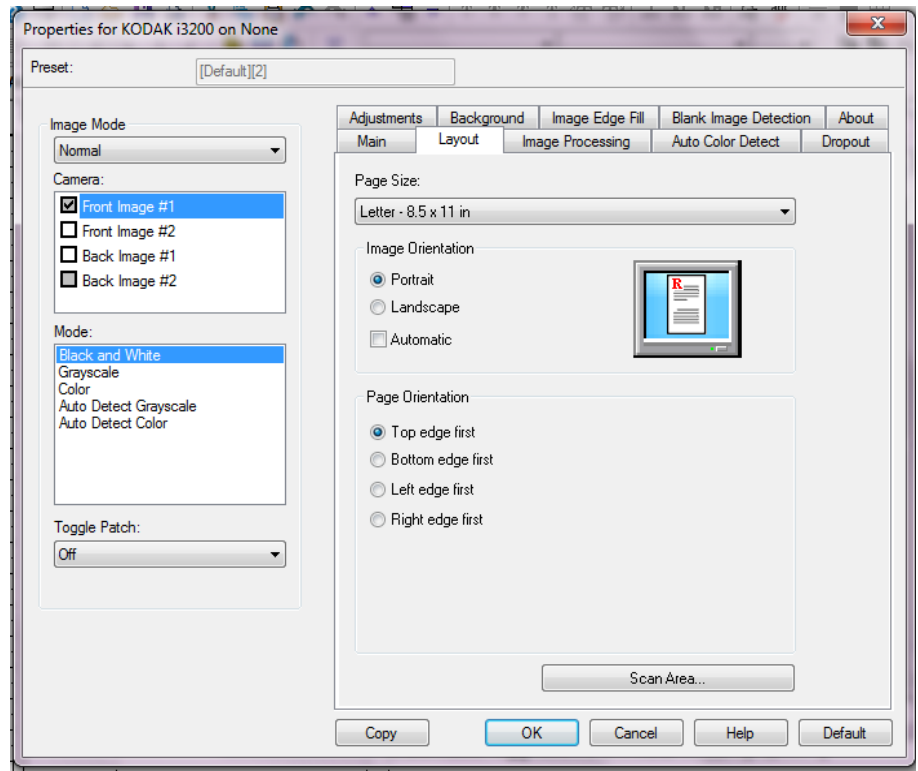 Properties for KODAK i3200 on None
Preset:
[Default][2]
Image Mode
Normal
Camera:
Front Image #1
Front Image #2
Back Image #1
Back Image #2
Mode:
Black and White
Grayscale
Color
Auto Detect Grayscale
Auto Detect Color
Toggle Patch:
Off
Adjustments Background Image Edge Fill Blank Image Detection About
Main Layout Image Processing Auto Color Detect Dropout
Page Size:
Letter - 8.5 x 11 in
Image Orientation
Portrait
Landscape
Automatic
R
Page Orientation
Top edge first
Bottom edge first
Left edge first
Right edge first
Scan Area...
Copy OK Cancel Help Default